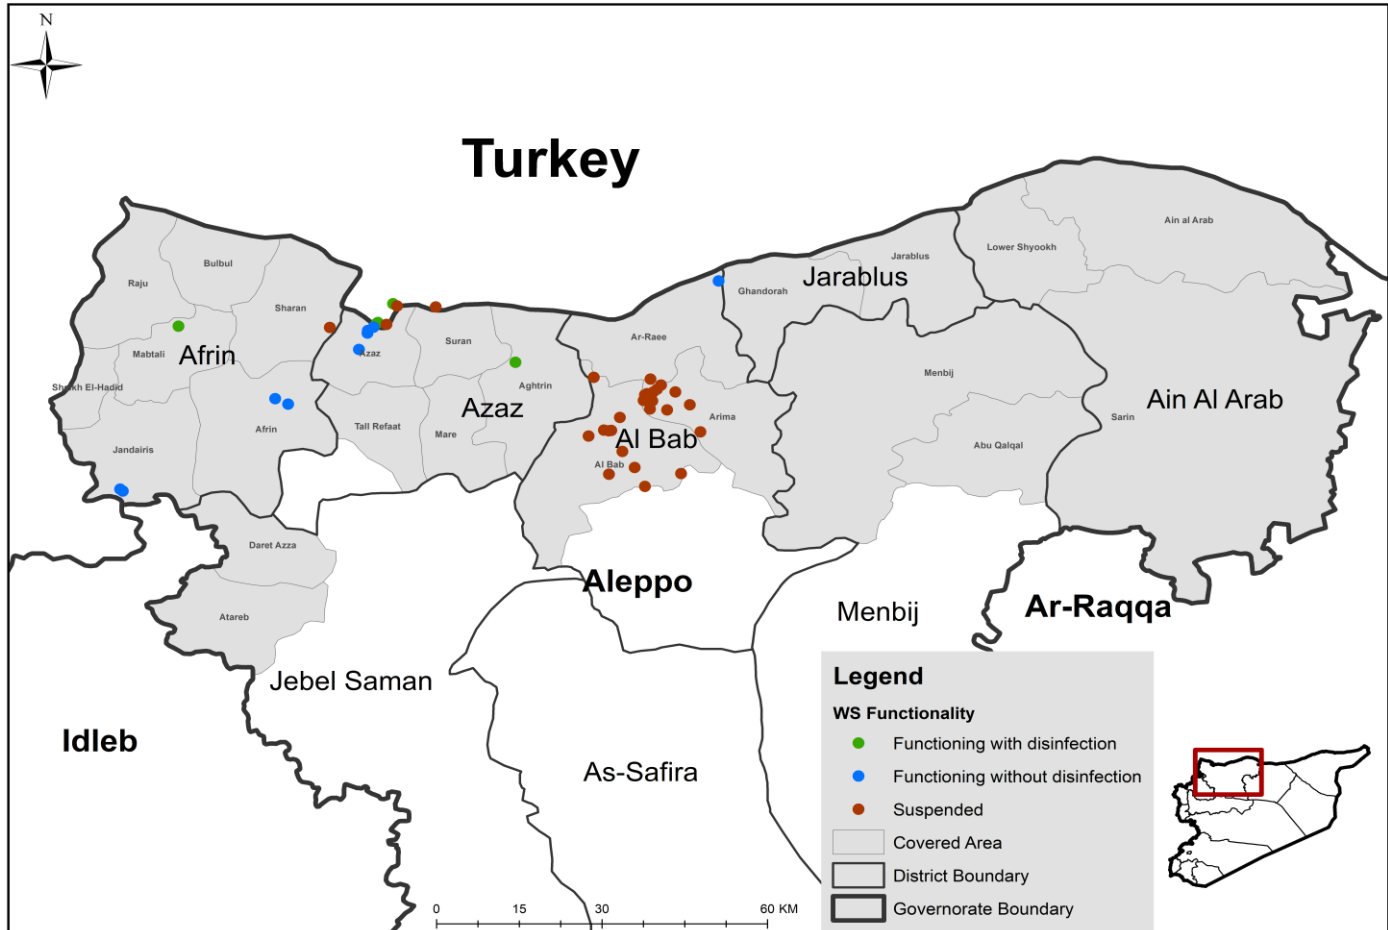 N
Turkey
Ain al Arab
Lower Shyookh
Jarablus
Bulbul
Raju
Ghandorah
Jarablus
Sharan
Ar-Raee
Suran
Mabtali
Afrin
Azaz
Menbij
Sheikh El-Hadid
Aghtrin
Azaz
Ain Al Arab
Sarin
Arima
Afrin
Tall Refaat
Mare
Al Bab
Abu Qalqal
Jandairis
Al Bab
Daret Azza
Aleppo
Menbij
Ar-Raqqa
Atareb
Jebel Saman
Idleb
As-Safira
Legend
WS Functionality
Functioning with disinfection
Functioning without disinfection
Suspended
Covered Area
District Boundary
Governorate Boundary
0 15 30 60 KM